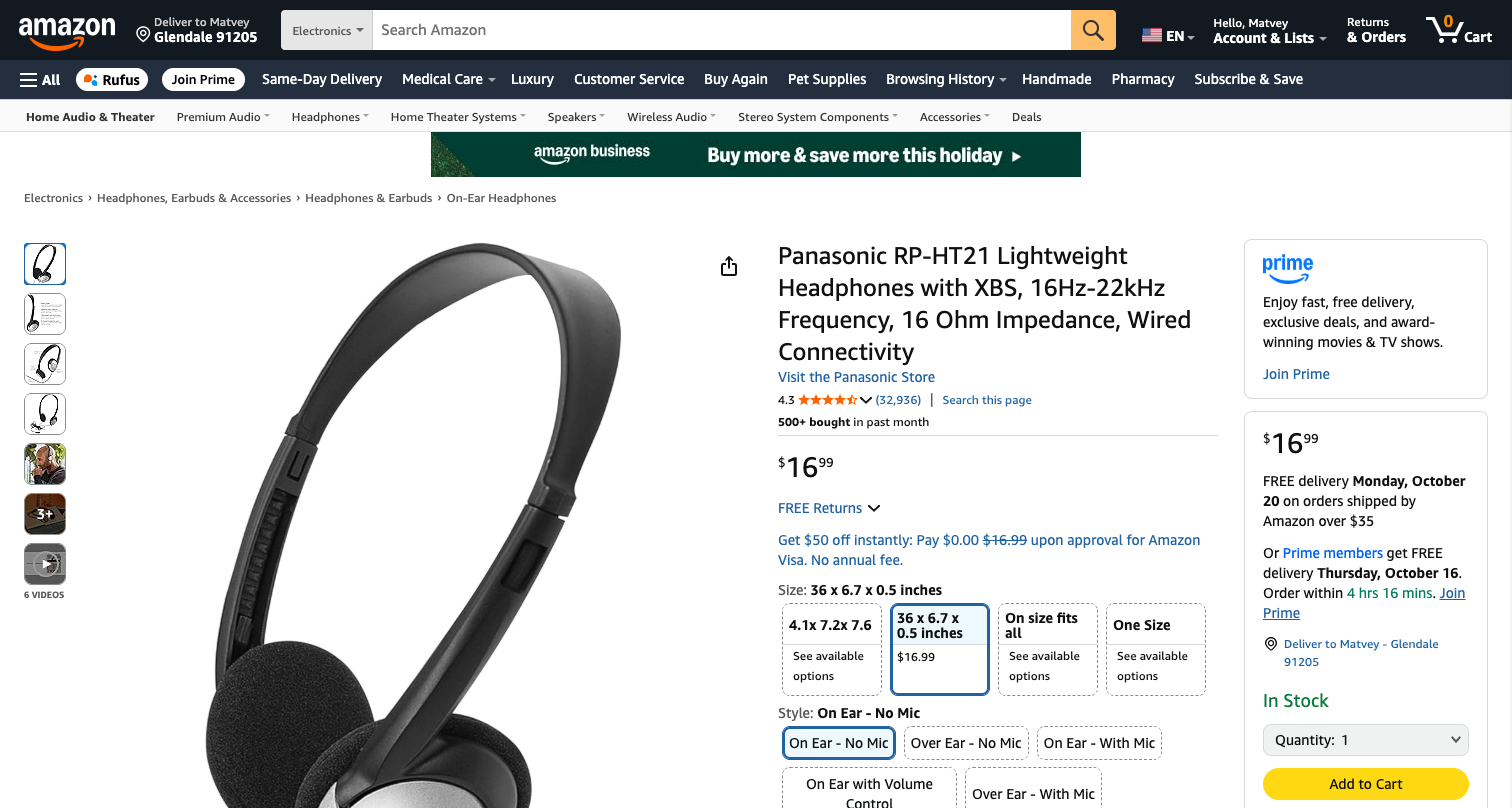 amazon
Deliver to Matvey
Glendale 91205
Electronics
Search Amazon
EN
Hello, Matvey
Account & Lists
Returns
& Orders
0
Cart
All
Rufus
Join Prime
Same-Day Delivery
Medical Care
Luxury
Customer Service
Buy Again
Pet Supplies
Browsing History
Handmade
Pharmacy
Subscribe & Save
Home Audio & Theater
Premium Audio
Headphones
Home Theater Systems
Speakers
Wireless Audio
Stereo System Components
Accessories
Deals
amazon business
Buy more & save more this holiday
Electronics › Headphones, Earbuds & Accessories › Headphones & Earbuds › On-Ear Headphones
3+
6 VIDEOS
Panasonic RP-HT21 Lightweight
Headphones with XBS, 16Hz-22kHz
Frequency, 16 Ohm Impedance, Wired
Connectivity
Visit the Panasonic Store
4.3 (32,936) | Search this page
500+ bought in past month
$16 99
FREE Returns
Get $50 off instantly: Pay $0.00 $16.99 upon approval for Amazon
Visa. No annual fee.
Size: 36 x 6.7 x 0.5 inches
4.1x 7.2x 7.6
See available
options
36 x 6.7 x
0.5 inches
$16.99
On size fits
all
See available
options
One Size
See available
options
Style: On Ear - No Mic
On Ear - No Mic
Over Ear - No Mic
On Ear - With Mic
On Ear with Volume
Control
Over Ear - With Mic
prime
Enjoy fast, free delivery,
exclusive deals, and award-
winning movies & TV shows.
Join Prime
$16 99
FREE delivery Monday, October
20 on orders shipped by
Amazon over $35
Or Prime members get FREE
delivery Thursday, October 16.
Order within 4 hrs 16 mins. Join
Prime
Deliver to Matvey - Glendale
91205
In Stock
Quantity: 1
Add to Cart